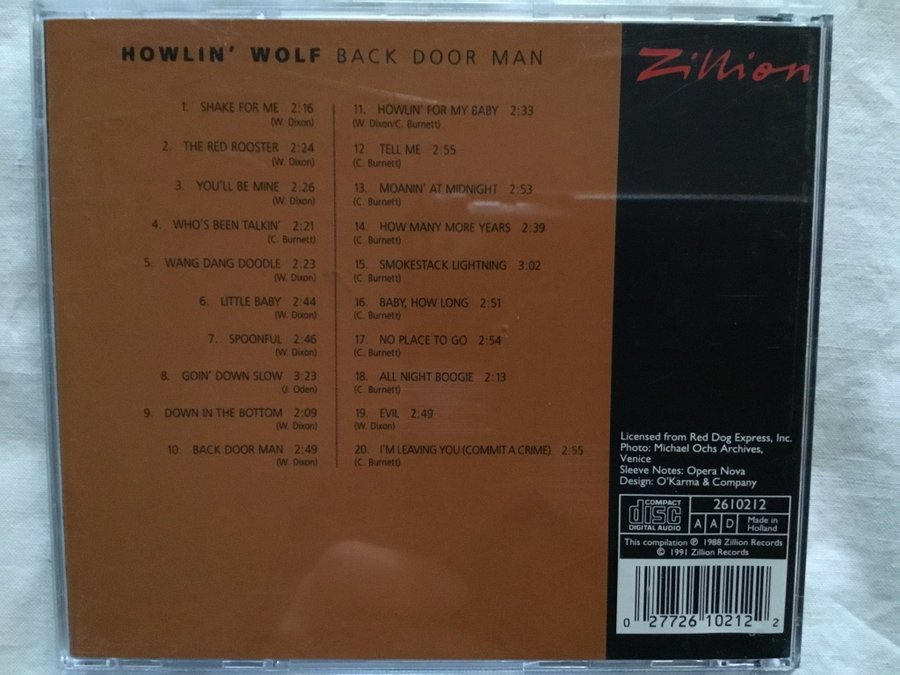 HOWLIN' WOLF BACK DOOR MAN
Zillion
1. SHAKE FOR ME 2:16
(W. Dixon)
2. THE RED ROOSTER 2:24
(W. Dixon)
3. YOU'LL BE MINE 2.26
(W. Dixon)
4. WHO'S BEEN TALKIN' 2:21
(C. Burnett)
5. WANG DANG DOODLE 2.23
(W. Dixon)
6. LITTLE BABY 2:44
(W. Dixon)
7. SPOONFUL 2:46
(W. Dixon)
8. GOIN' DOWN SLOW 3:23
(J. Oden)
9. DOWN IN THE BOTTOM 2:09
(W. Dixon)
10. BACK DOOR MAN 2:49
(W. Dixon)
11. HOWLIN' FOR MY BABY 2:33
(W. Dixon/C. Burnett)
12. TELL ME 2.55
(C. Burnett)
13. MOANIN' AT MIDNIGHT 2:53
(C. Burnett)
14. HOW MANY MORE YEARS 2:39
(C. Burnett)
15. SMOKESTACK LIGHTNING 3:02
(C. Burnett)
16. BABY, HOW LONG 2:51
(C. Burnett)
17. NO PLACE TO GO 2:54
(C. Burnett)
18. ALL NIGHT BOOGIE 2:13
(C. Burnett)
19. EVIL 2:49
(W. Dixon)
20. I'M LEAVING YOU (COMMIT A CRIME) 2:55
(C. Burnett)
Licensed from Red Dog Express, Inc.
Photo: Michael Ochs Archives,
Venice
Sleeve Notes: Opera Nova
Design: O'Karma & Company
COMPACT
disc
DIGITAL AUDIO
2610212
A A D
Made in
Holland
This compilation ℗ 1988 Zillion Records
© 1991 Zillion Records
0 27726 10212 2